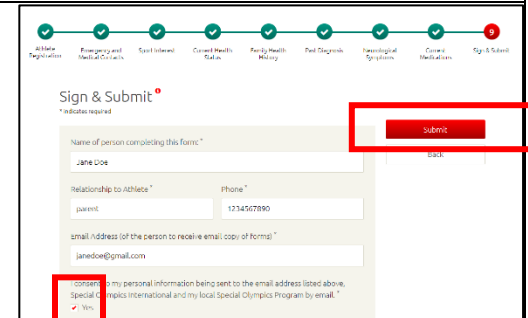 9
Athlete Registration
Emergency and Medical Contacts
Sport Interest
Current Health Status
Family Health History
Past Diagnosis
Neurological Symptoms
Current Medications
Sign & Submit
Sign & Submit
* Indicates required
Submit
Back
Name of person completing this form: *
Jane Doe
Relationship to Athlete * Phone *
parent 1234567890
Email Address (of the person to receive email copy of forms) *
janedoe@gmail.com
I consent to my personal information being sent to the email address listed above,
Special Olympics International and my local Special Olympics Program by email. *
Yes